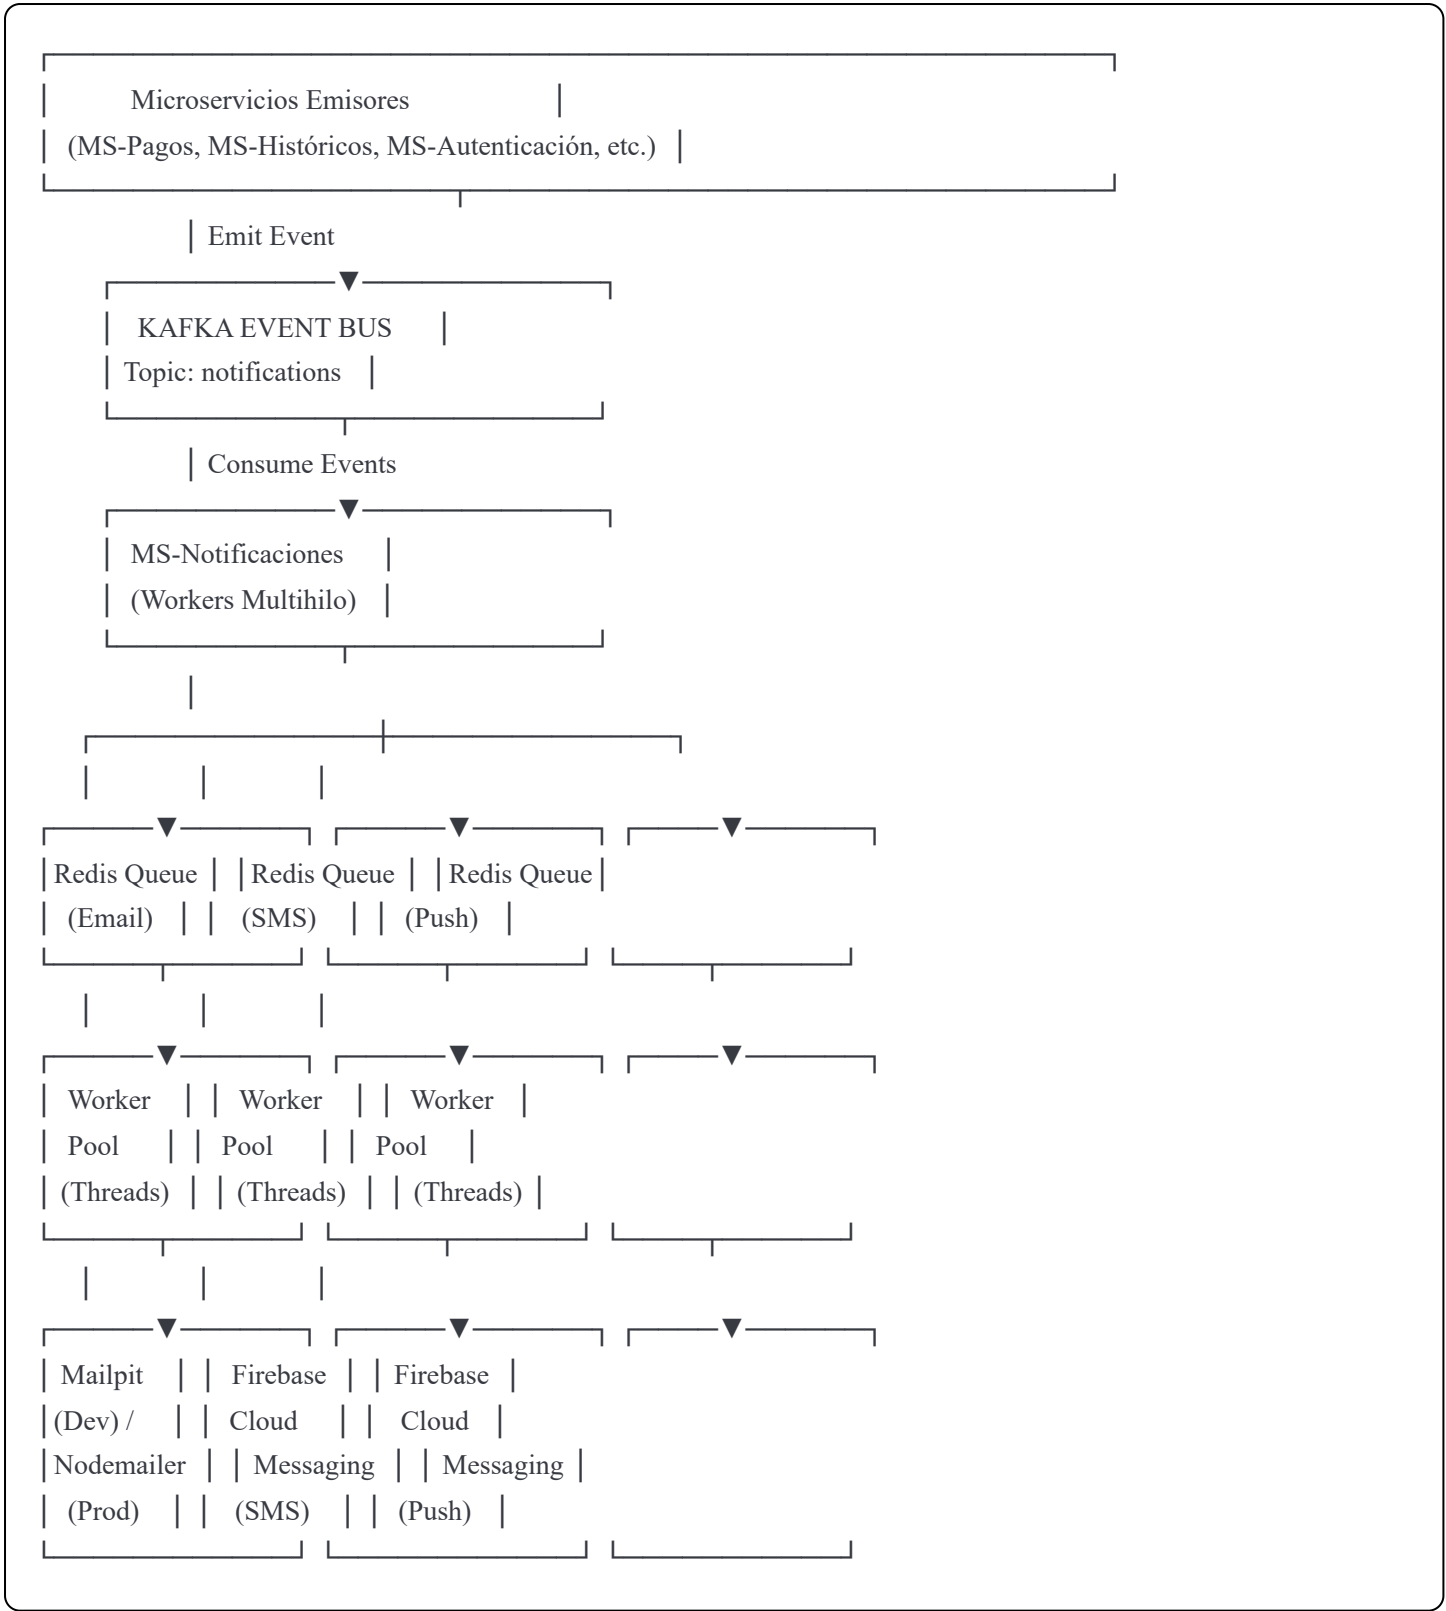 Microservicios Emisores
(MS-Pagos, MS-Históricos, MS-Autenticación, etc.)
Emit Event
KAFKA EVENT BUS
Topic: notifications
Consume Events
MS-Notificaciones
(Workers Multihilo)
Redis Queue Redis Queue Redis Queue
(Email) (SMS) (Push)
Worker Worker Worker
Pool Pool Pool
(Threads) (Threads) (Threads)
Mailpit Firebase Firebase
(Dev) / Cloud Cloud
Nodemailer Messaging Messaging
(Prod) (SMS) (Push)